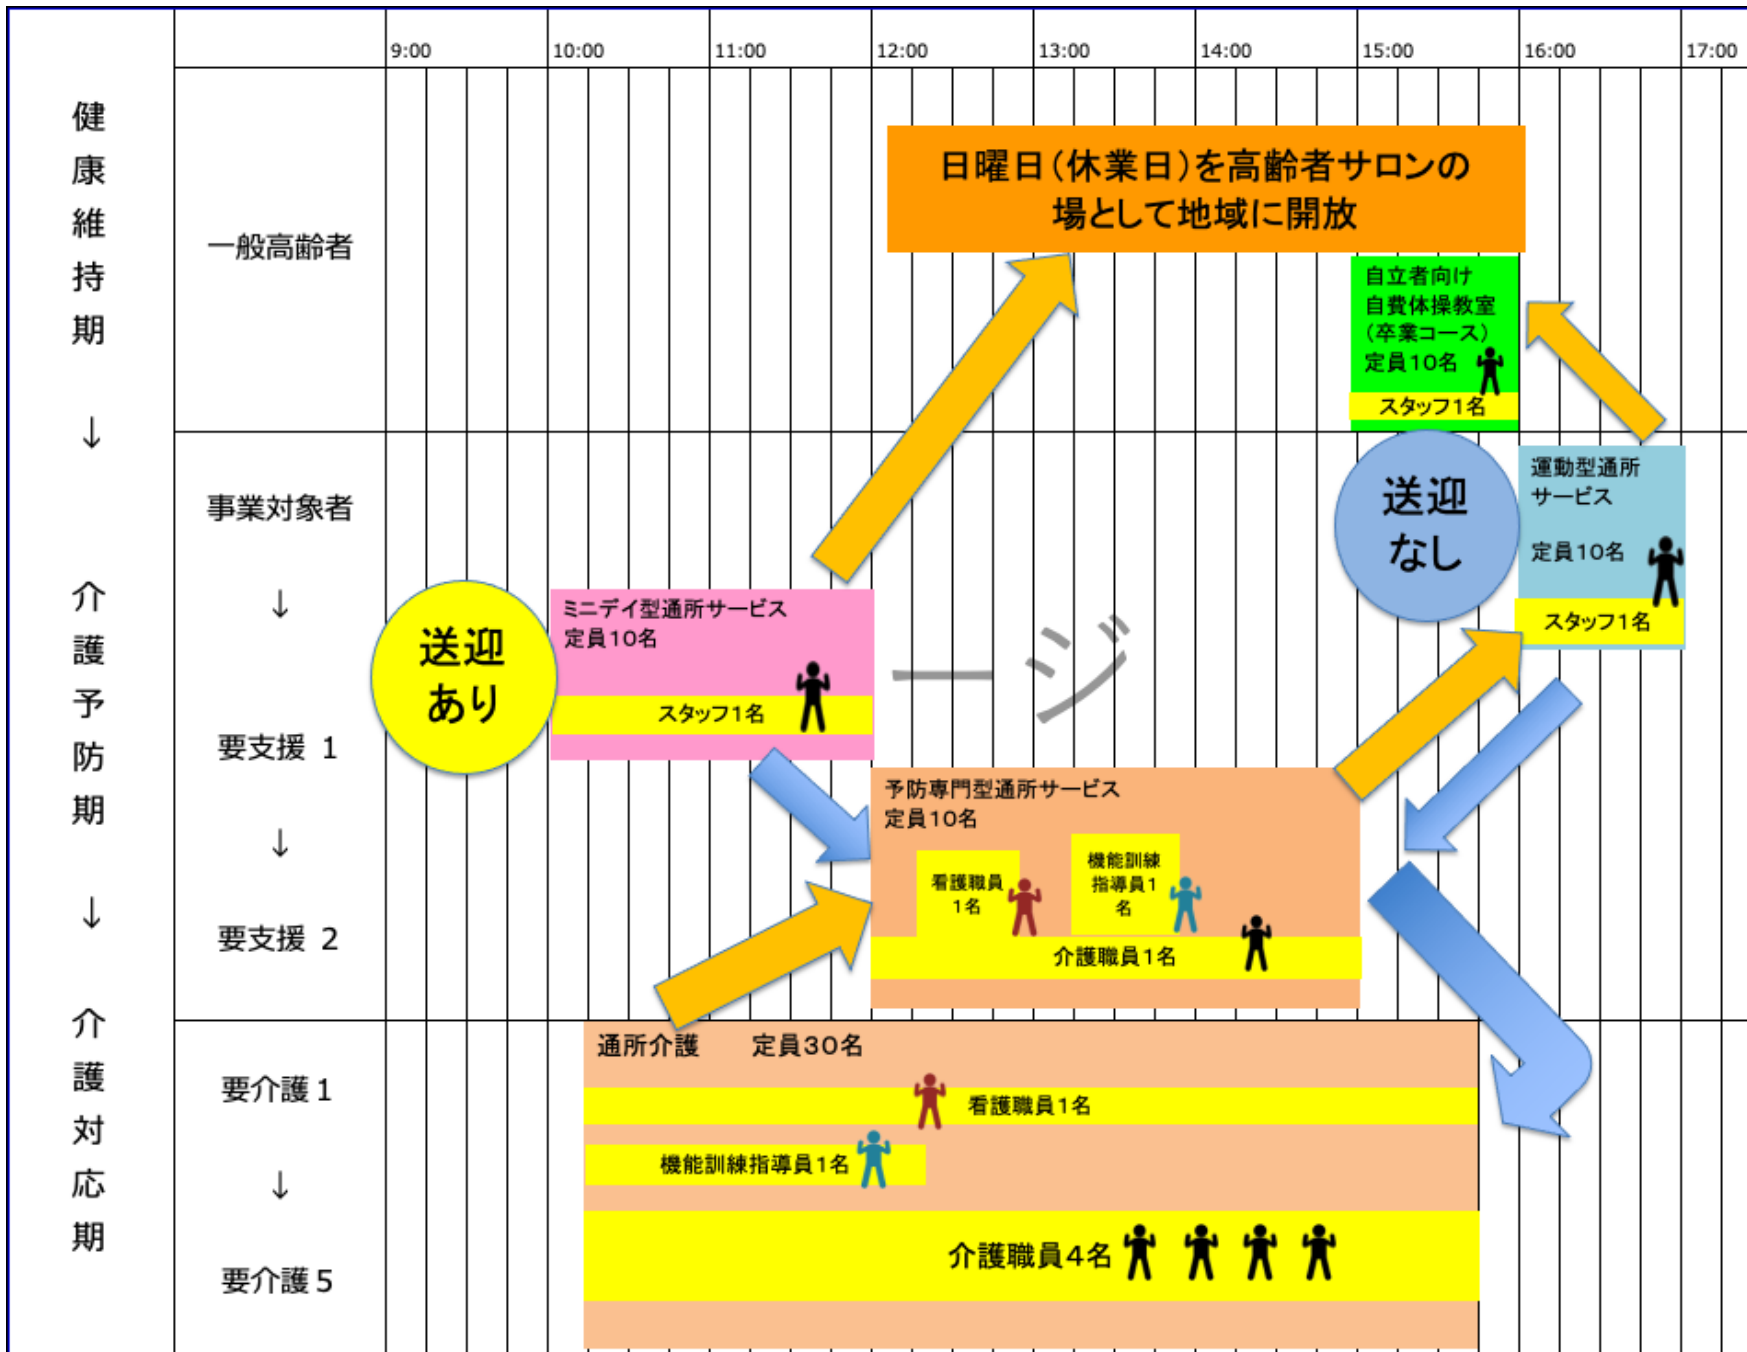 9:00 10:00 11:00 12:00 13:00 14:00 15:00 16:00 17:00
健康維持期
↓
介護予防期
↓
介護対応期
一般高齢者
事業対象者
↓
要支援 1
↓
要支援 2
要介護1
↓
要介護5
日曜日(休業日)を高齢者サロンの
場として地域に開放
自立者向け
自費体操教室
(卒業コース)
定員10名
スタッフ1名
送迎
なし
運動型通所
サービス
定員10名
スタッフ1名
送迎
あり
ミニデイ型通所サービス
定員10名
スタッフ1名
ージ
予防専門型通所サービス
定員10名
看護職員
1名
機能訓練
指導員1
名
介護職員1名
通所介護 定員30名
看護職員1名
機能訓練指導員1名
介護職員4名